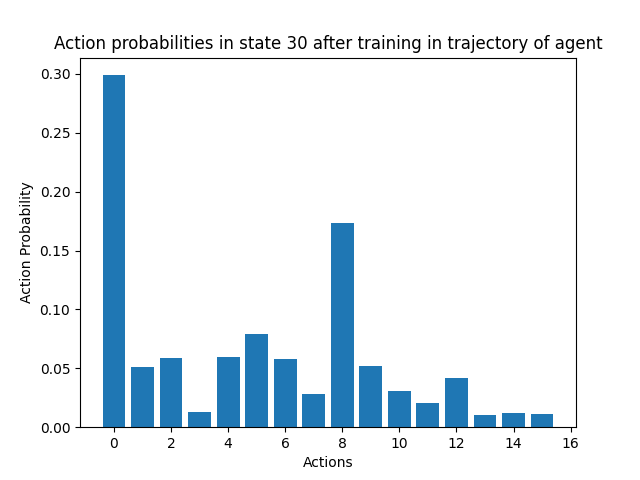 Action probabilities in state 30 after training in trajectory of agent
0.30
0.25
0.20
0.15
0.10
0.05
0.00
Action Probability
0 2 4 6 8 10 12 14 16
Actions